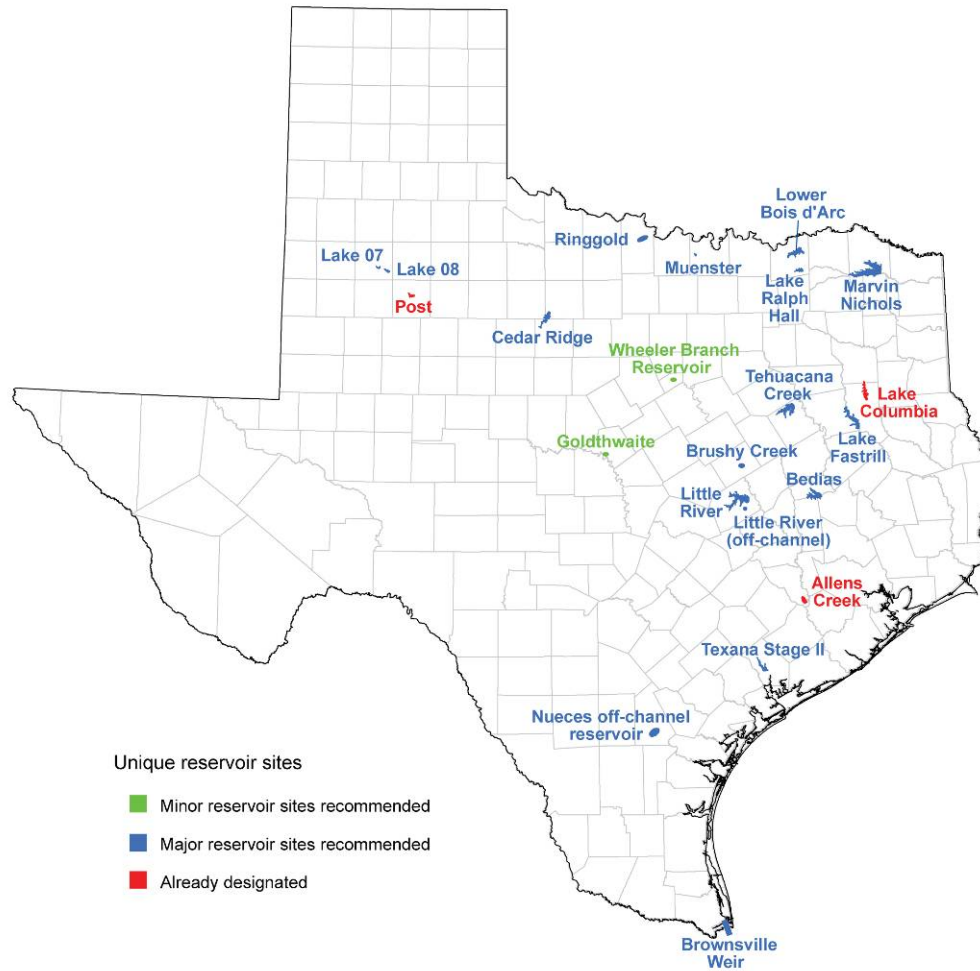 Lower
Bois d'Arc
Ringgold
Muenster
Lake 07
Lake 08
Lake
Ralph
Hall
Marvin
Nichols
Post
Cedar Ridge
Wheeler Branch
Reservoir
Tehuacana
Creek
Lake
Columbia
Goldthwaite
Lake
Fastrill
Brushy Creek
Bedias
Little
River
Little River
(off-channel)
Allens
Creek
Texana Stage II
Nueces off-channel
reservoir
Unique reservoir sites
Minor reservoir sites recommended
Major reservoir sites recommended
Already designated
Brownsville
Weir